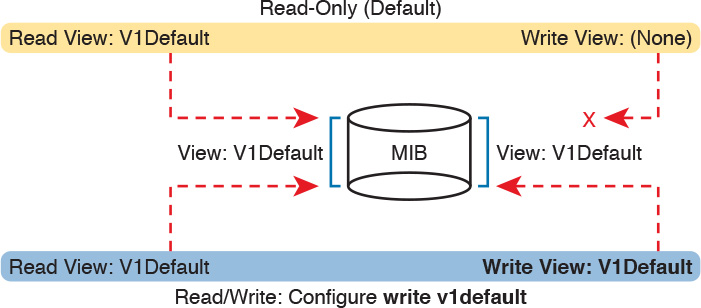 Read-Only (Default)
Read View: V1Default Write View: (None)
X
View: V1Default MIB View: V1Default
Read View: V1Default Write View: V1Default
Read/Write: Configure write v1default